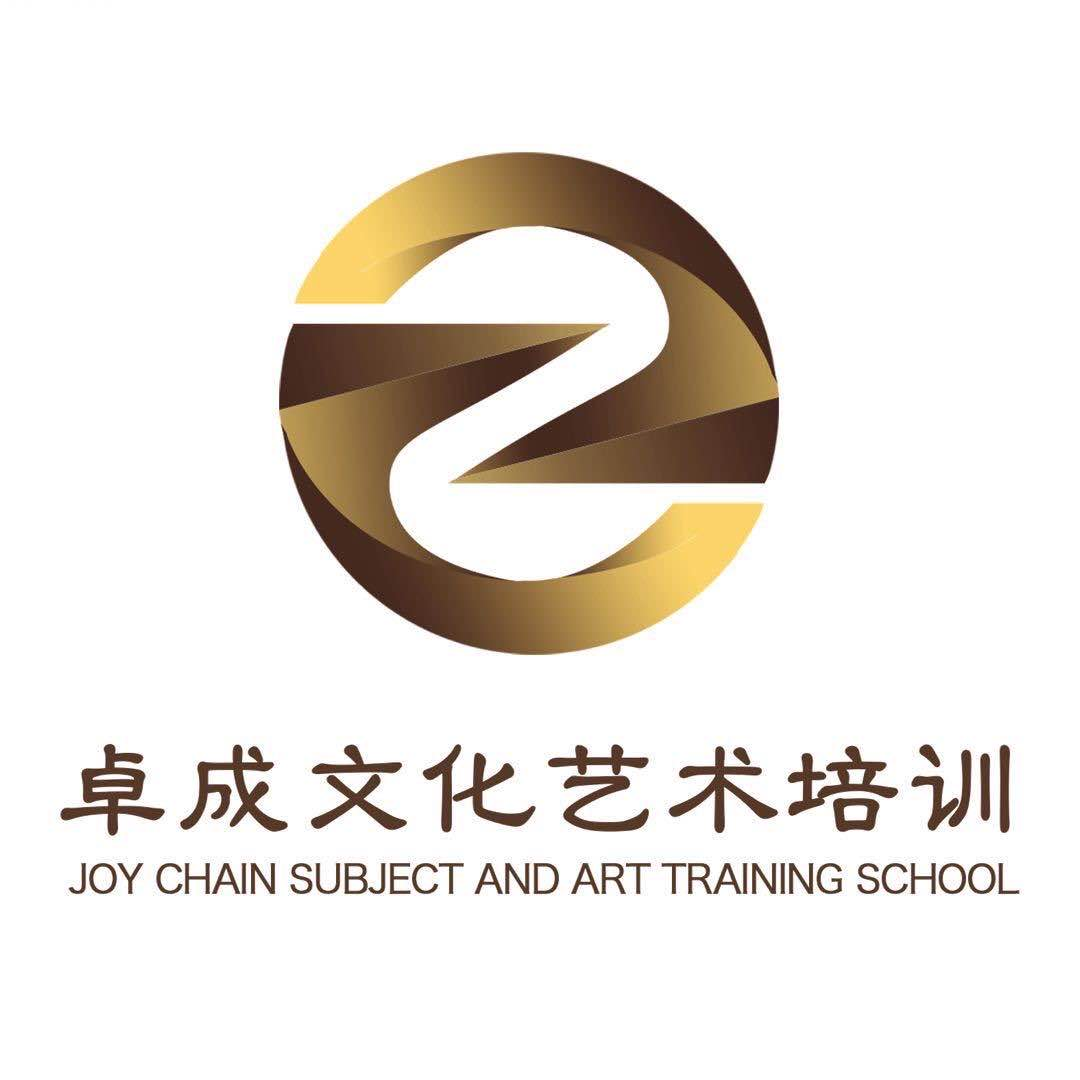 卓成文化艺术培训
JOY CHAIN SUBJECT AND ART TRAINING SCHOOL